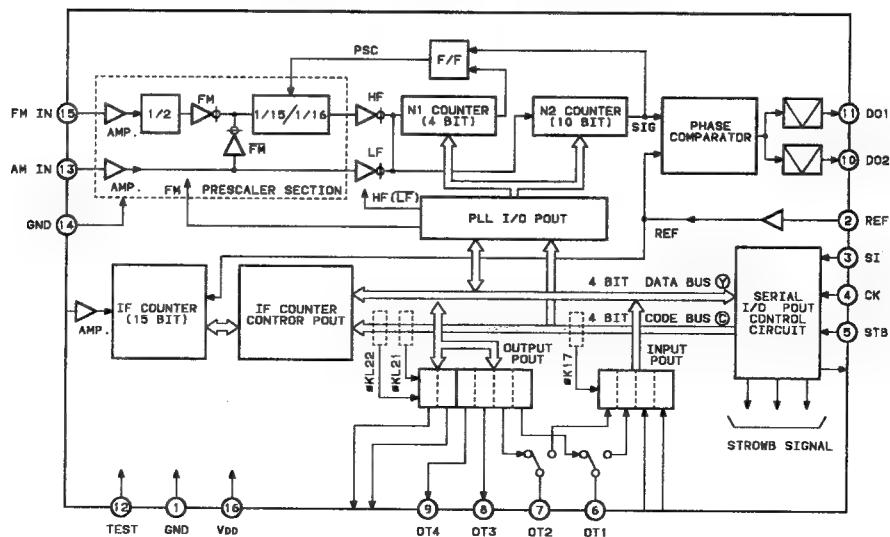 PSC
F/F
FM IN
15
AMP.
1/2
FM
1/15/1/16
FM
HF
N1 COUNTER
(4 BIT)
N2 COUNTER
(10 BIT)
SIG
PHASE
COMPARATOR
11
DO1
10
DO2
AM IN
13
AMP.
FM
PRESCALER SECTION
LF
HF(LF)
GND
14
PLL I/O POUT
REF
2
REF
IF COUNTER
(15 BIT)
AMP.
IF COUNTER
CONTROR POUT
4 BIT DATA BUS Y
4 BIT CODE BUS C
SERIAL
I/O POUT
CONTROL
CIRCUIT
3
SI
4
CK
5
STB
#KL22
#KL21
OUTPUT
POUT
#K17
INPUT
POUT
STROWB SIGNAL
12
1
16
9
8
7
6
TEST
GND
VDD
OT4
OT3
OT2
OT1